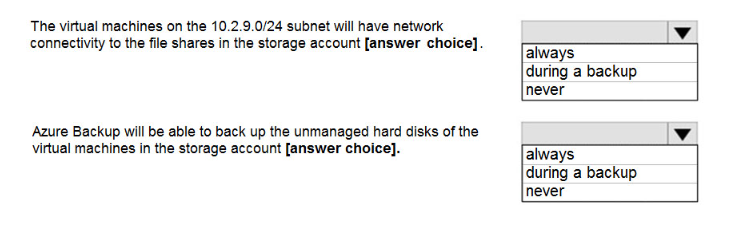 The virtual machines on the 10.2.9.0/24 subnet will have network
connectivity to the file shares in the storage account [answer choice].
always
during a backup
never
Azure Backup will be able to back up the unmanaged hard disks of the
virtual machines in the storage account [answer choice].
always
during a backup
never